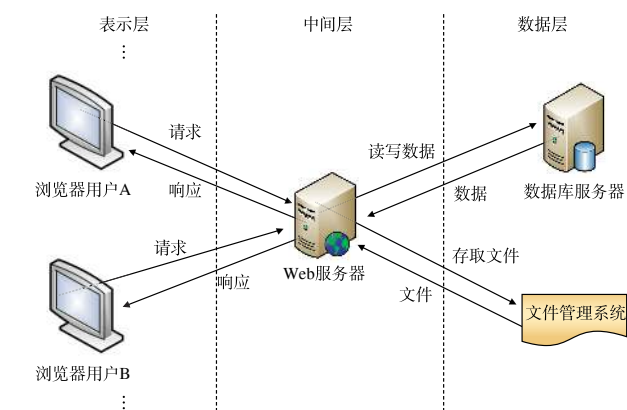 表示层
中间层
数据层
⋮
请求
读写数据
浏览器用户A
响应
数据
数据库服务器
请求
Web服务器
存取文件
响应
文件
文件管理系统
浏览器用户B
⋮